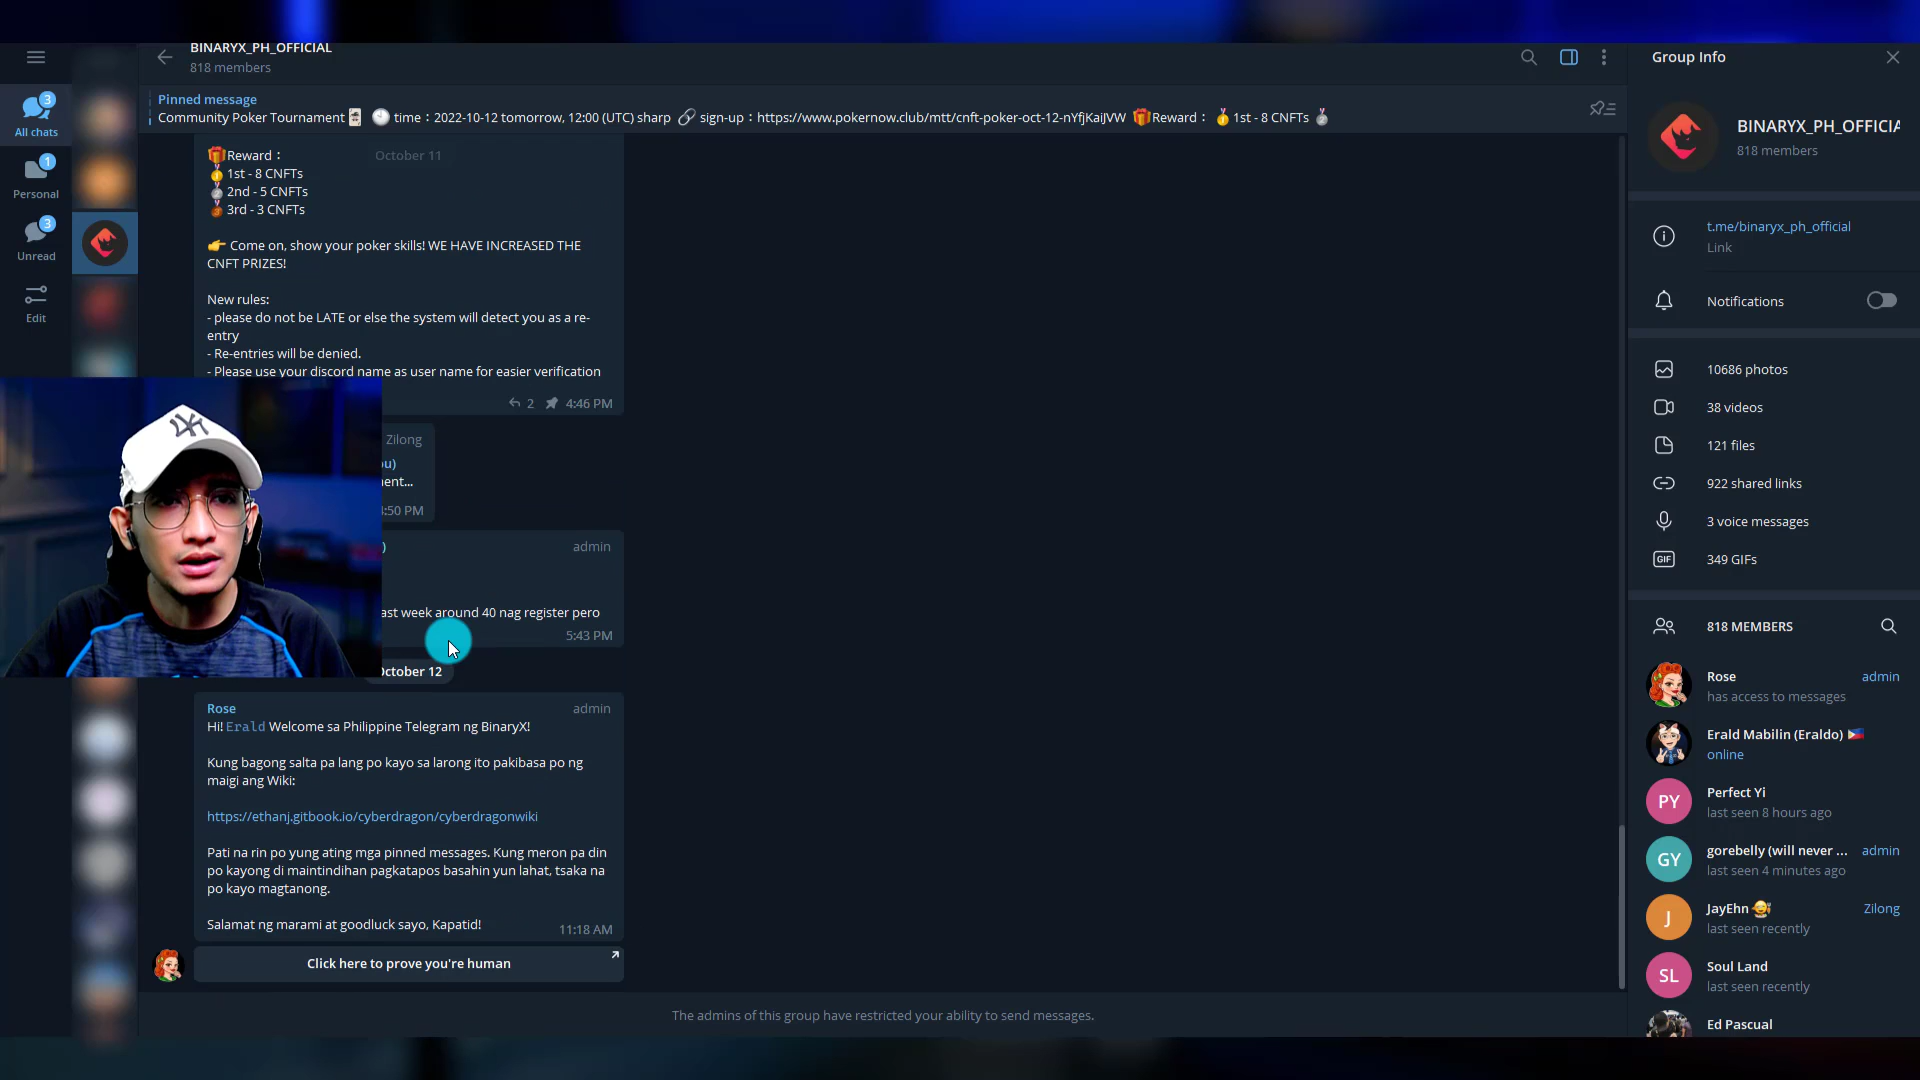 BINARYX_PH_OFFICIAL
818 members
Pinned message
Community Poker Tournament 🃏 🕙 time：2022-10-12 tomorrow, 12:00 (UTC) sharp 🔗 sign-up：https://www.pokernow.club/mtt/cnft-poker-oct-12-nYfjKaiJVW 🎁Reward： 🥇 1st - 8 CNFTs 🥈
3
All chats
1
Personal
3
Unread
Edit
October 11
🎁Reward：
🥇 1st - 8 CNFTs
🥈 2nd - 5 CNFTs
🥉 3rd - 3 CNFTs
👉 Come on, show your poker skills! WE HAVE INCREASED THE
CNFT PRIZES!
New rules:
- please do not be LATE or else the system will detect you as a re-
entry
- Re-entries will be denied.
- Please use your discord name as user name for easier verification
2 4:46 PM
Zilong
:50 PM
admin
ast week around 40 nag register pero
5:43 PM
October 12
Rose admin
Hi! Erald Welcome sa Philippine Telegram ng BinaryX!
Kung bagong salta pa lang po kayo sa larong ito pakibasa po ng
maigi ang Wiki:
https://ethanj.gitbook.io/cyberdragon/cyberdragonwiki
Pati na rin po yung ating mga pinned messages. Kung meron pa din
po kayong di maintindihan pagkatapos basahin yun lahat, tsaka na
po kayo magtanong.
Salamat ng marami at goodluck sayo, Kapatid!
11:18 AM
Click here to prove you're human
The admins of this group have restricted your ability to send messages.
Group Info
BINARYX_PH_OFFICIA
818 members
t.me/binaryx_ph_official
Link
Notifications
10686 photos
38 videos
121 files
922 shared links
3 voice messages
GIF 349 GIFs
818 MEMBERS
Rose admin
has access to messages
Erald Mabilin (Eraldo) 🇵🇭
online
PY Perfect Yi
last seen 8 hours ago
GY gorebelly (will never ... admin
last seen 4 minutes ago
J JayEhn 🥳 Zilong
last seen recently
SL Soul Land
last seen recently
Ed Pascual